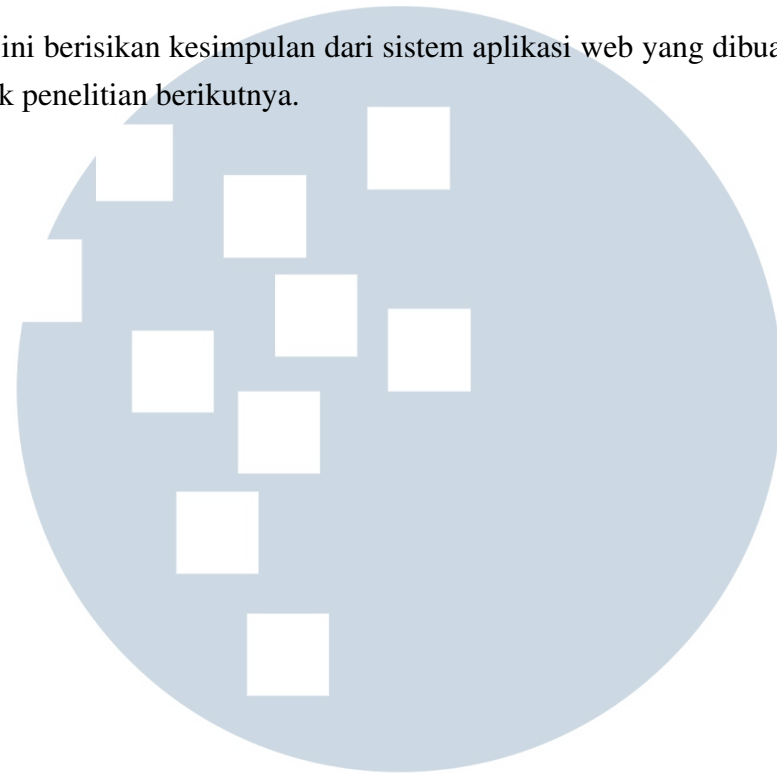 ini berisikan kesimpulan dari sistem aplikasi web yang dibua
k penelitian berikutnya.